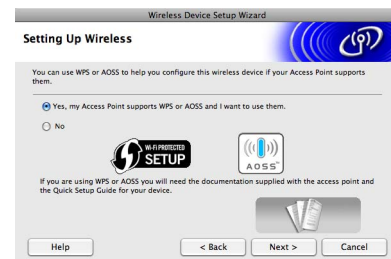 Wireless Device Setup Wizard
Setting Up Wireless
You can use WPS or AOSS to help you configure this wireless device if your Access Point supports
them.
Yes, my Access Point supports WPS or AOSS and I want to use them.
No
Wi-Fi PROTECTED
SETUP
AOSS™
If you are using WPS or AOSS you will need the documentation supplied with the access point and
the Quick Setup Guide for your device.
Help
< Back
Next >
Cancel